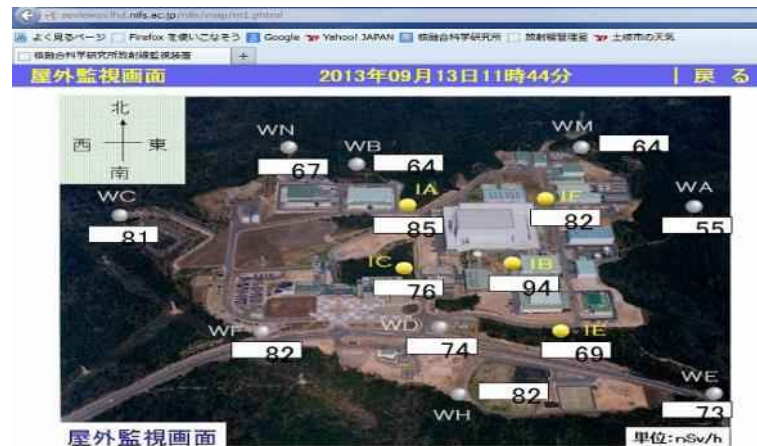 よく見るページ Firefox を使いこなそう Google Yahoo! JAPAN 核融合科学研究所 放射線管理室 土岐市の天気
核融合科学研究所放射線監視装置 +
屋外監視画面 2013年09月13日11時44分 | 戻る
北
西 東
南
WN
67
WB
64
WM
64
WC
81
IA
85
IF
82
WA
55
IC
76
IB
94
WF
82
WD
74
IE
69
WH
82
WE
73
屋外監視画面 単位:nSv/h